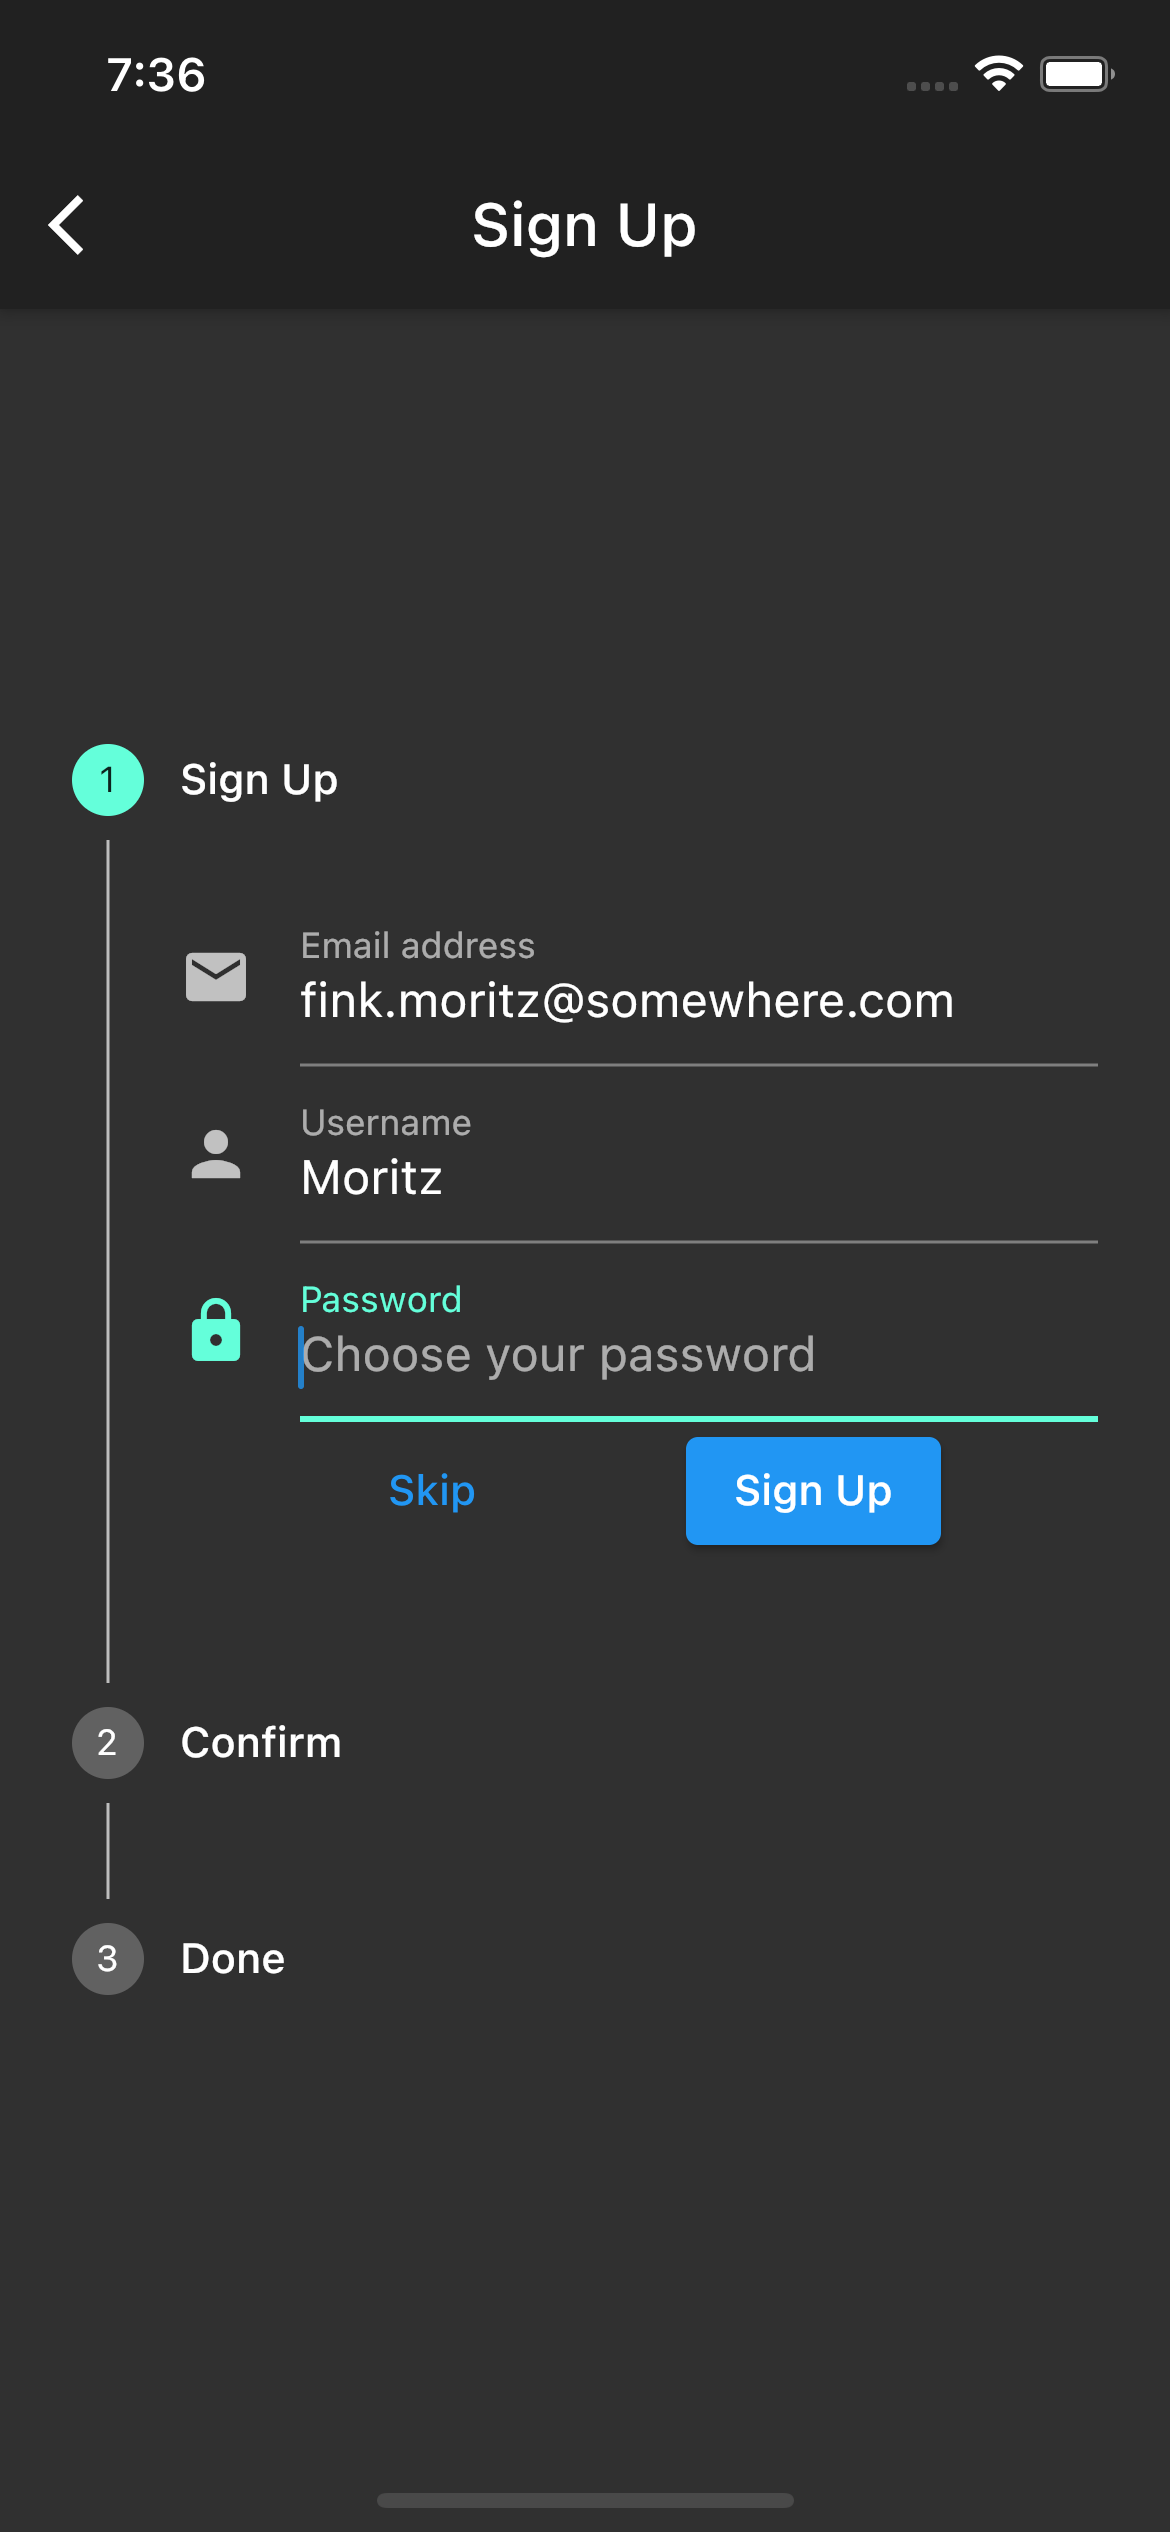 7:36
Sign Up
1 Sign Up
Email address
fink.moritz@somewhere.com
Username
Moritz
Password
Choose your password
Skip Sign Up
2 Confirm
3 Done